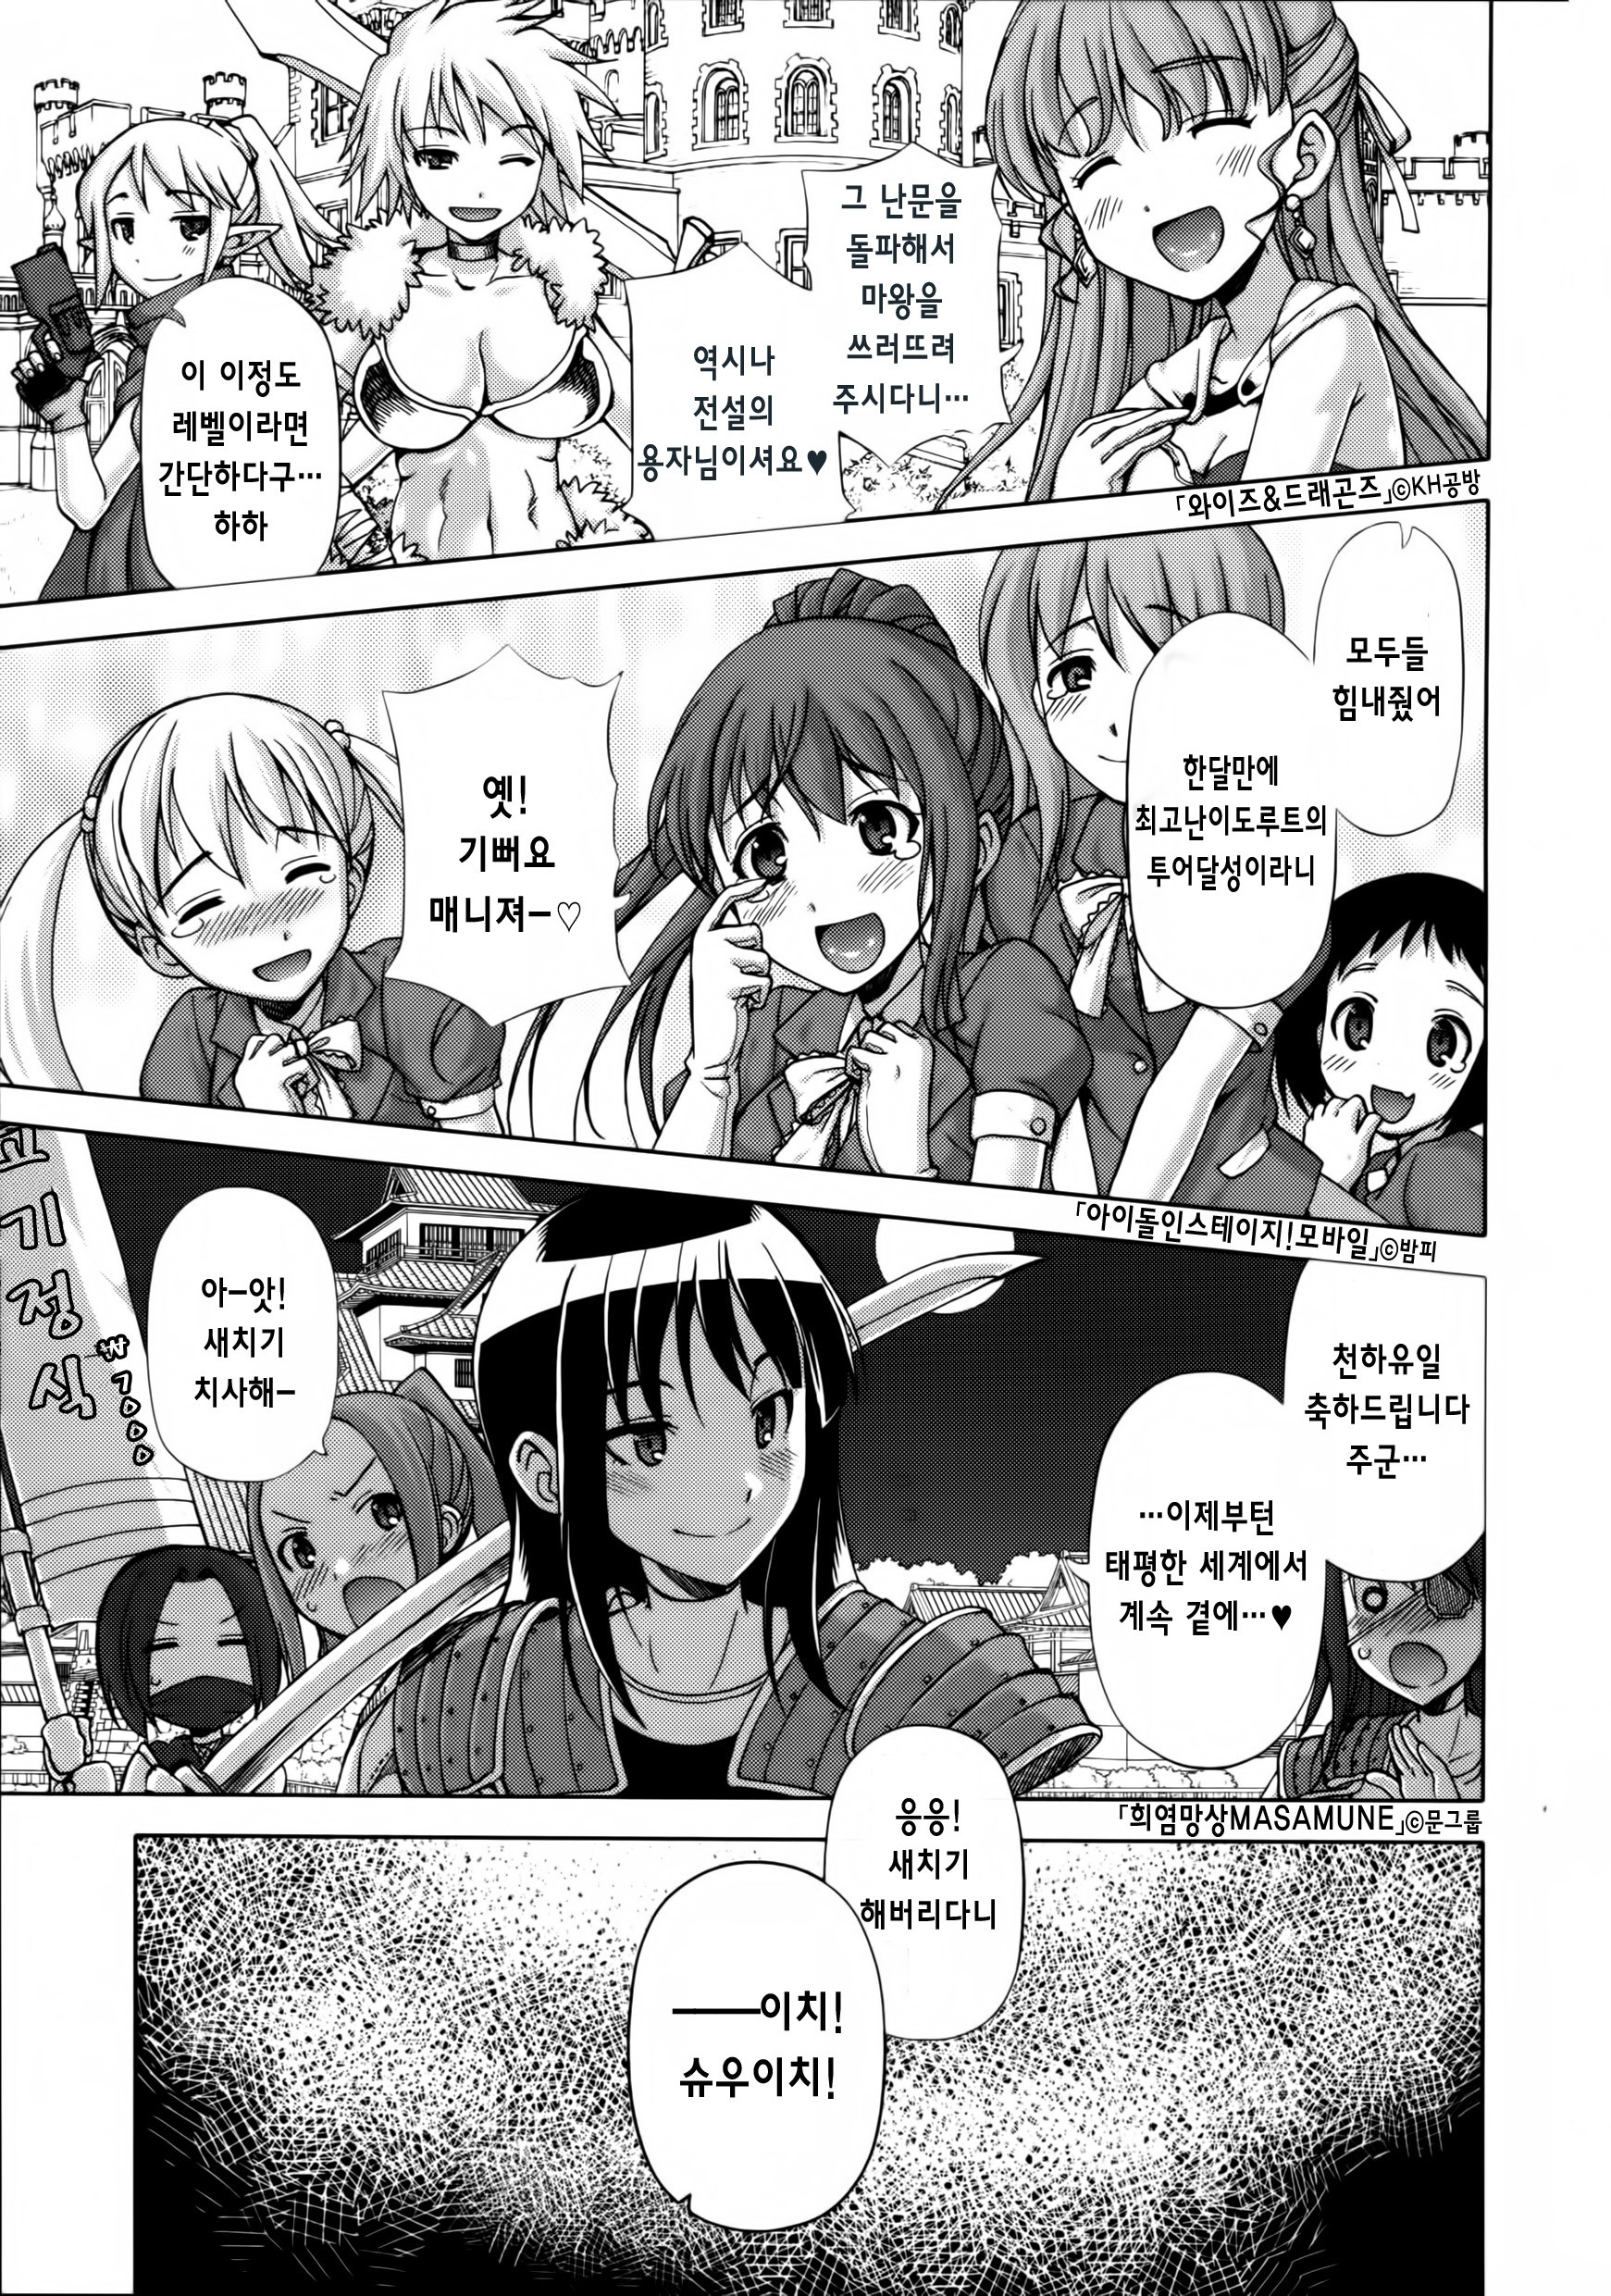 그 난문을
돌파해서
마왕을
쓰러뜨려
주시다니…
역시나
전설의
용자님이셔요♥
이 이정도
레벨이라면
간단하다구…
하하
「와이즈&드래곤즈」©KH공방
모두들
힘내줬어
한달만에
최고난이도루트의
투어달성이라니
옛!
기뻐요
매니져ー♡
「아이돌인스테이지!모바일」©밤피
천하유일
축하드립니다
주군…
…이제부턴
태평한 세계에서
계속 곁에…♥
아ー앗!
새치기
치사해ー
고기정식
「희염망상MASAMUNE」©문그룹
응응!
새치기
해버리다니
――이치!
슈우이치!